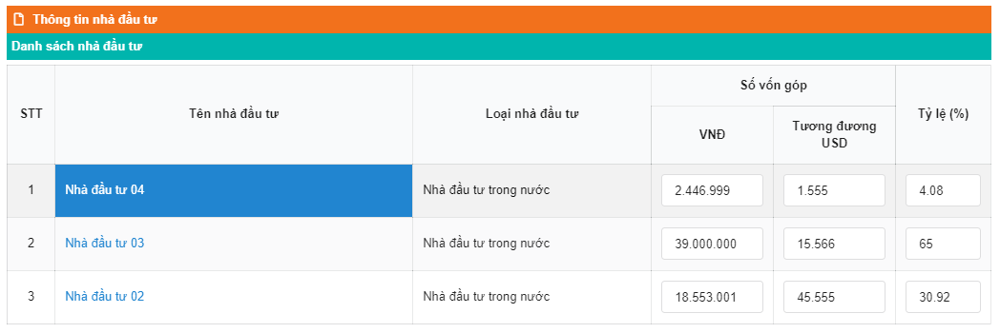 Thông tin nhà đầu tư
Danh sách nhà đầu tư
STT Tên nhà đầu tư Loại nhà đầu tư Số vốn góp Tỷ lệ (%)
VNĐ Tương đương USD
1 Nhà đầu tư 04 Nhà đầu tư trong nước 2.446.999 1.555 4.08
2 Nhà đầu tư 03 Nhà đầu tư trong nước 39.000.000 15.566 65
3 Nhà đầu tư 02 Nhà đầu tư trong nước 18.553.001 45.555 30.92